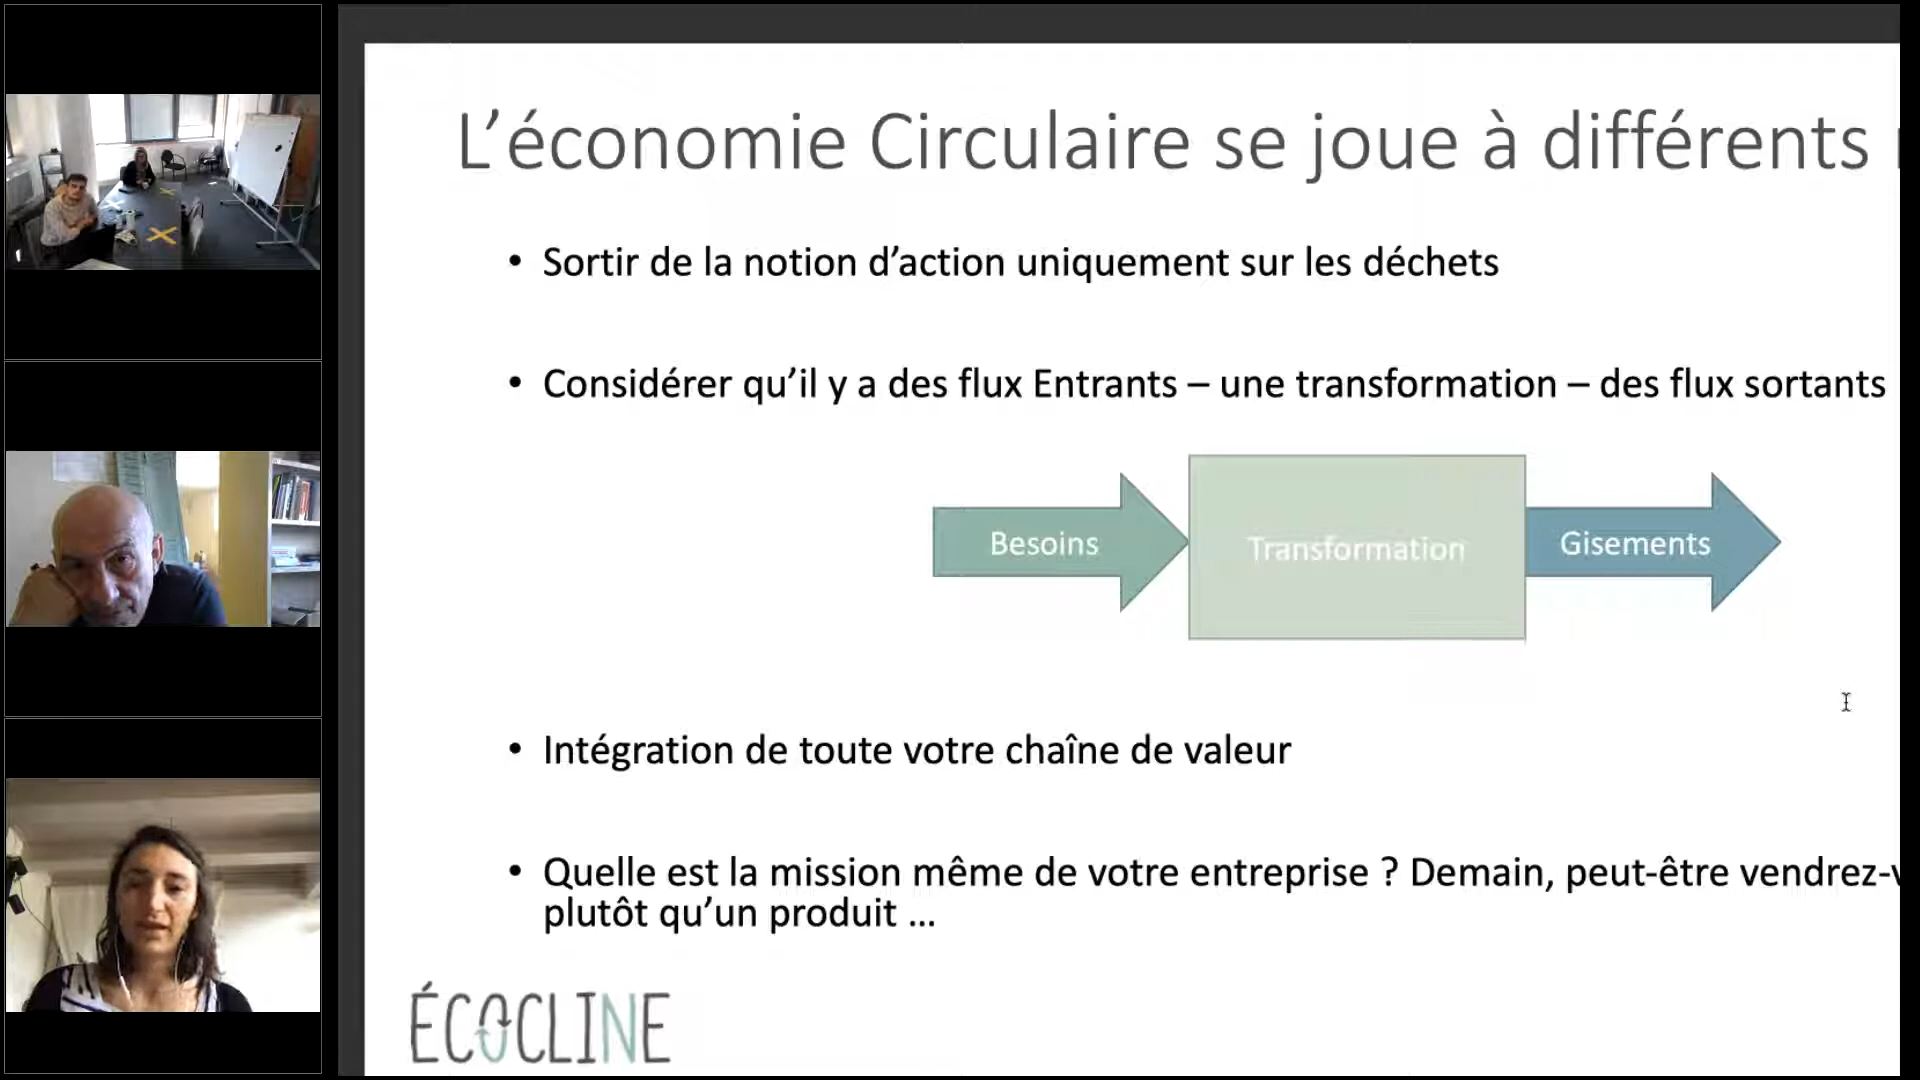 L’économie Circulaire se joue à différents
• Sortir de la notion d’action uniquement sur les déchets
• Considérer qu’il y a des flux Entrants – une transformation – des flux sortants
Besoins
Transformation
Gisements
• Intégration de toute votre chaîne de valeur
• Quelle est la mission même de votre entreprise ? Demain, peut-être vendrez-
plutôt qu’un produit ...
ÉCOCLINE